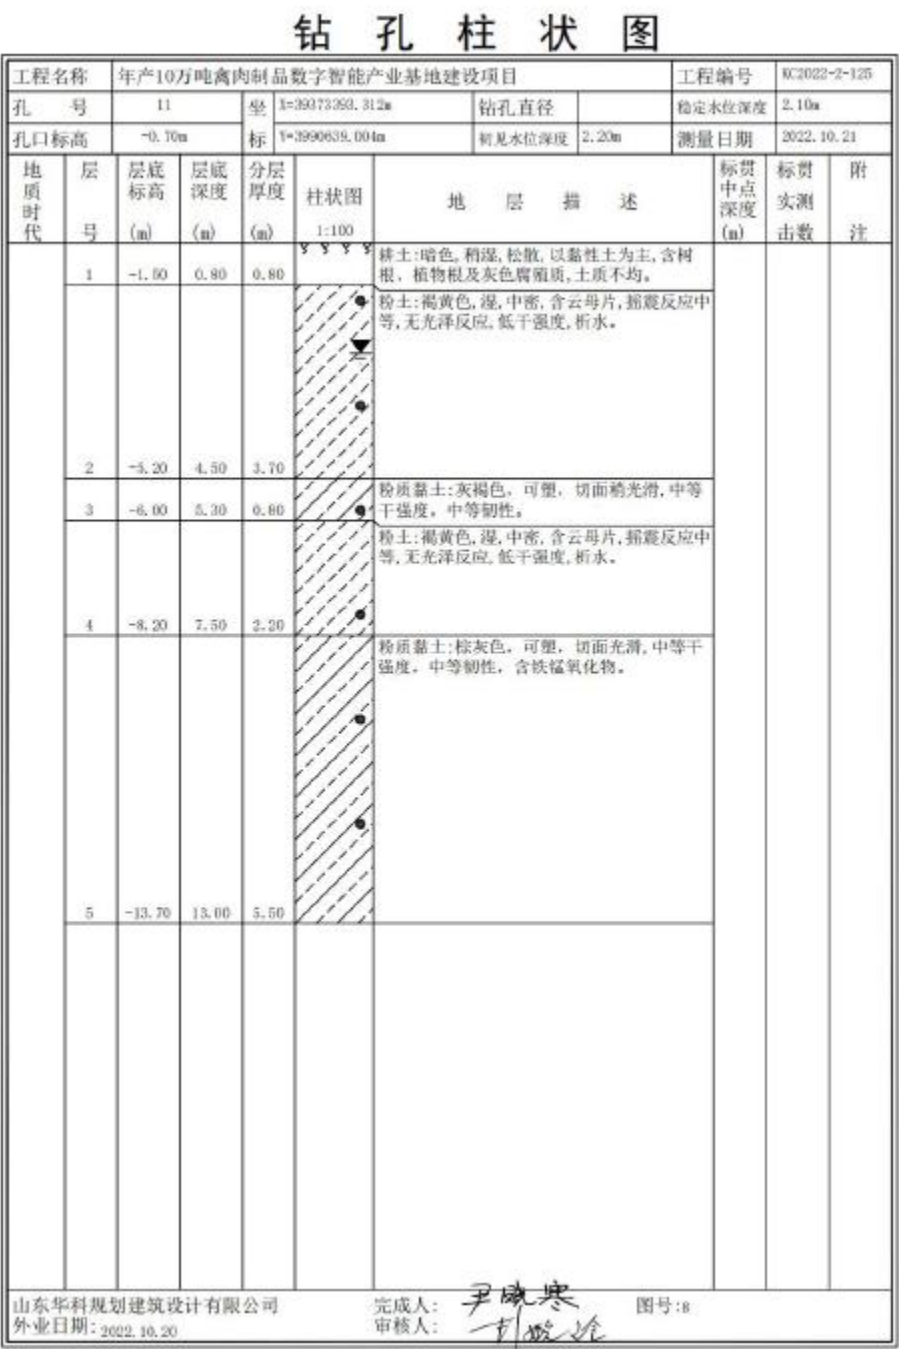 钻孔柱状图
工程名称 年产10万吨禽肉制品数字智能产业基地建设项目 工程编号 KC2022-2-125
孔号 11 坐标 X=39373393.312m 钻孔直径 稳定水位深度 2.10m
孔口标高 -0.70m Y=3990639.004m 初见水位深度 2.20m 测量日期 2022.10.21
地质时代 层号 层底标高(m) 层底深度(m) 分层厚度(m) 柱状图 1:100 地层描述 标贯中点深度(m) 标贯实测击数 附注
耕土:暗色,稍湿,松散,以黏性土为主,含树
1 -1.50 0.80 0.80 根、植物根及灰色腐殖质,土质不均。
粉土:褐黄色,湿,中密,含云母片,摇震反应中
等,无光泽反应,低干强度,析水。
2 -5.20 4.50 3.70
粉质黏土:灰褐色,可塑,切面稍光滑,中等
3 -6.00 5.30 0.80 干强度,中等韧性。
粉土:褐黄色,湿,中密,含云母片,摇震反应中
等,无光泽反应,低干强度,析水。
4 -8.20 7.50 2.20
粉质黏土:棕灰色,可塑,切面光滑,中等干
强度,中等韧性,含铁锰氧化物。
5 -13.70 13.00 5.50
山东华科规划建筑设计有限公司 完成人: 尹晓寒 图号:8
外业日期:2022.10.20 审核人: